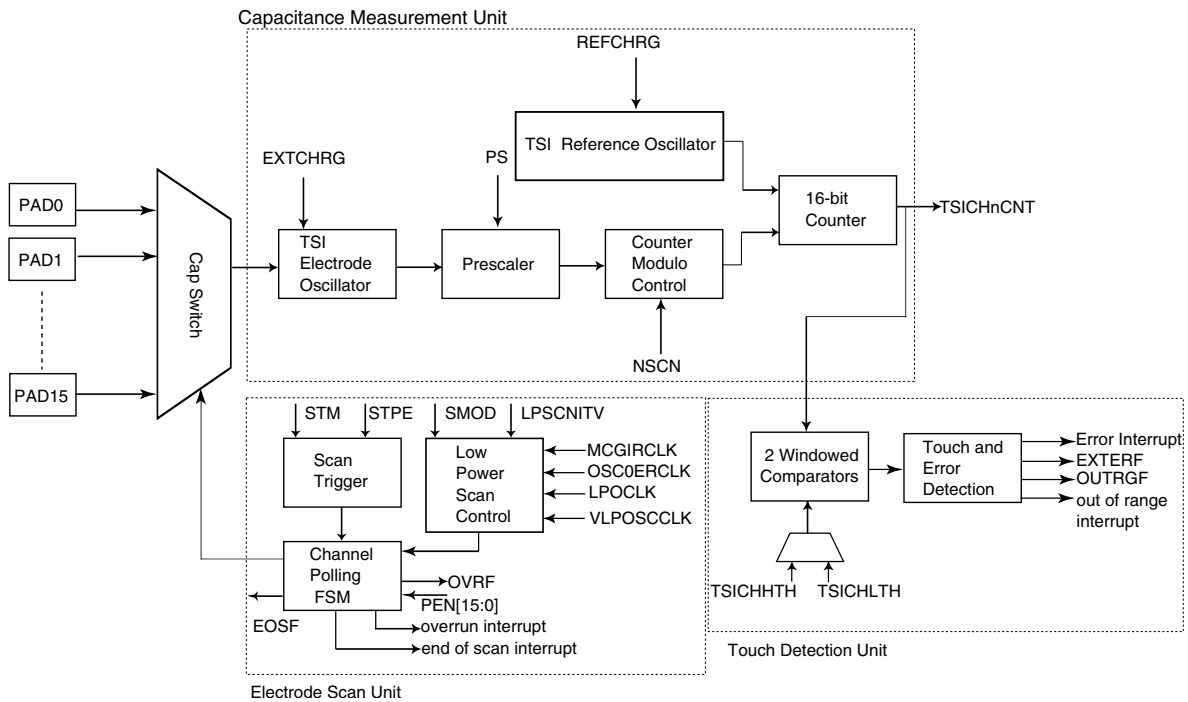 Capacitance Measurement Unit
REFCHRG
TSI Reference Oscillator
EXTCHRG
PS
PAD0
PAD1
PAD15
Cap Switch
TSI
Electrode
Oscillator
Prescaler
Counter
Modulo
Control
NSCN
16-bit
Counter
TSICHnCNT
STM
STPE
SMOD
LPSCNITV
Scan
Trigger
Low
Power
Scan
Control
MCGIRCLK
OSC0ERCLK
LPOCLK
VLPOSCCLK
Channel
Polling
FSM
OVRF
PEN[15:0]
EOSF
overrun interrupt
end of scan interrupt
Electrode Scan Unit
2 Windowed
Comparators
Touch and
Error
Detection
Error Interrupt
EXTERF
OUTRGF
out of range
interrupt
TSICHHTH
TSICHLTH
Touch Detection Unit